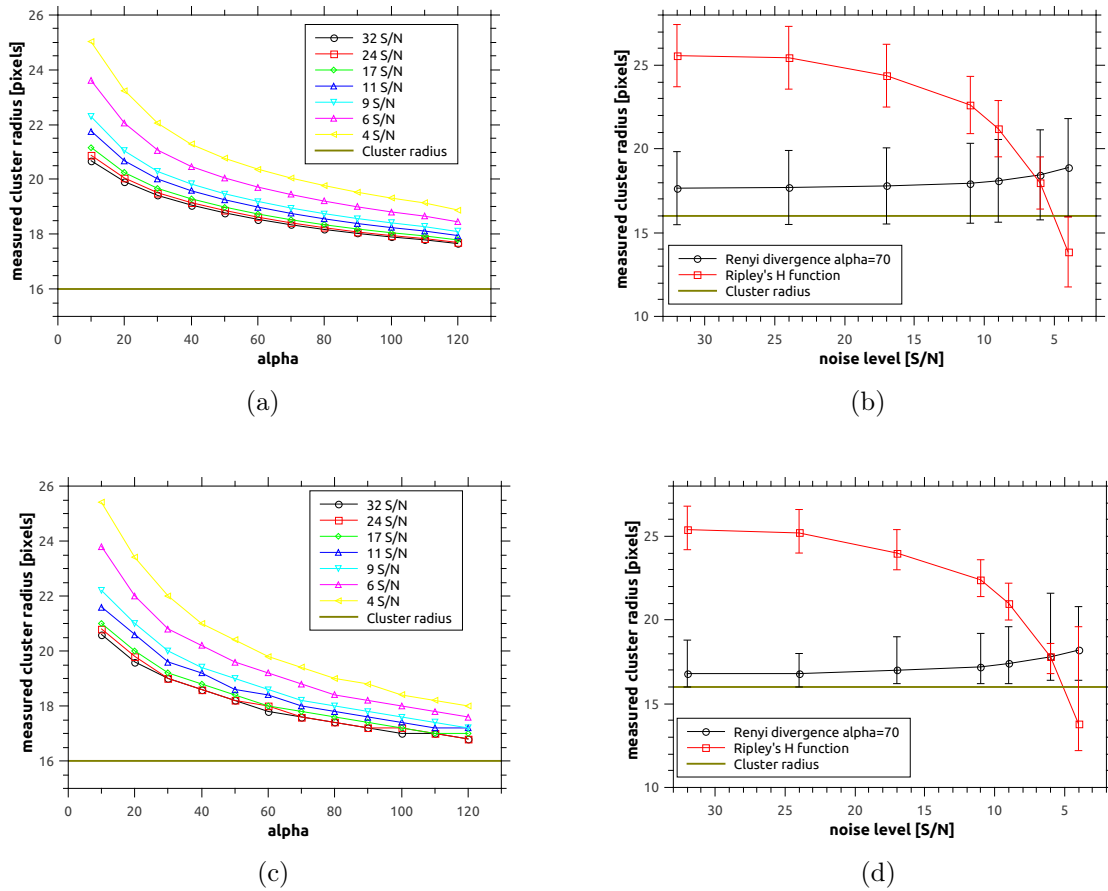 26
24
22
20
18
16
0 20 40 60 80 100 120
measured cluster radius [pixels]
alpha
32 S/N
24 S/N
17 S/N
11 S/N
9 S/N
6 S/N
4 S/N
Cluster radius
(a)
25
20
15
10
30 25 20 15 10 5
measured cluster radius [pixels]
noise level [S/N]
Renyi divergence alpha=70
Ripley's H function
Cluster radius
(b)
26
24
22
20
18
16
0 20 40 60 80 100 120
measured cluster radius [pixels]
alpha
32 S/N
24 S/N
17 S/N
11 S/N
9 S/N
6 S/N
4 S/N
Cluster radius
(c)
25
20
15
10
30 25 20 15 10 5
measured cluster radius [pixels]
noise level [S/N]
Renyi divergence alpha=70
Ripley's H function
Cluster radius
(d)